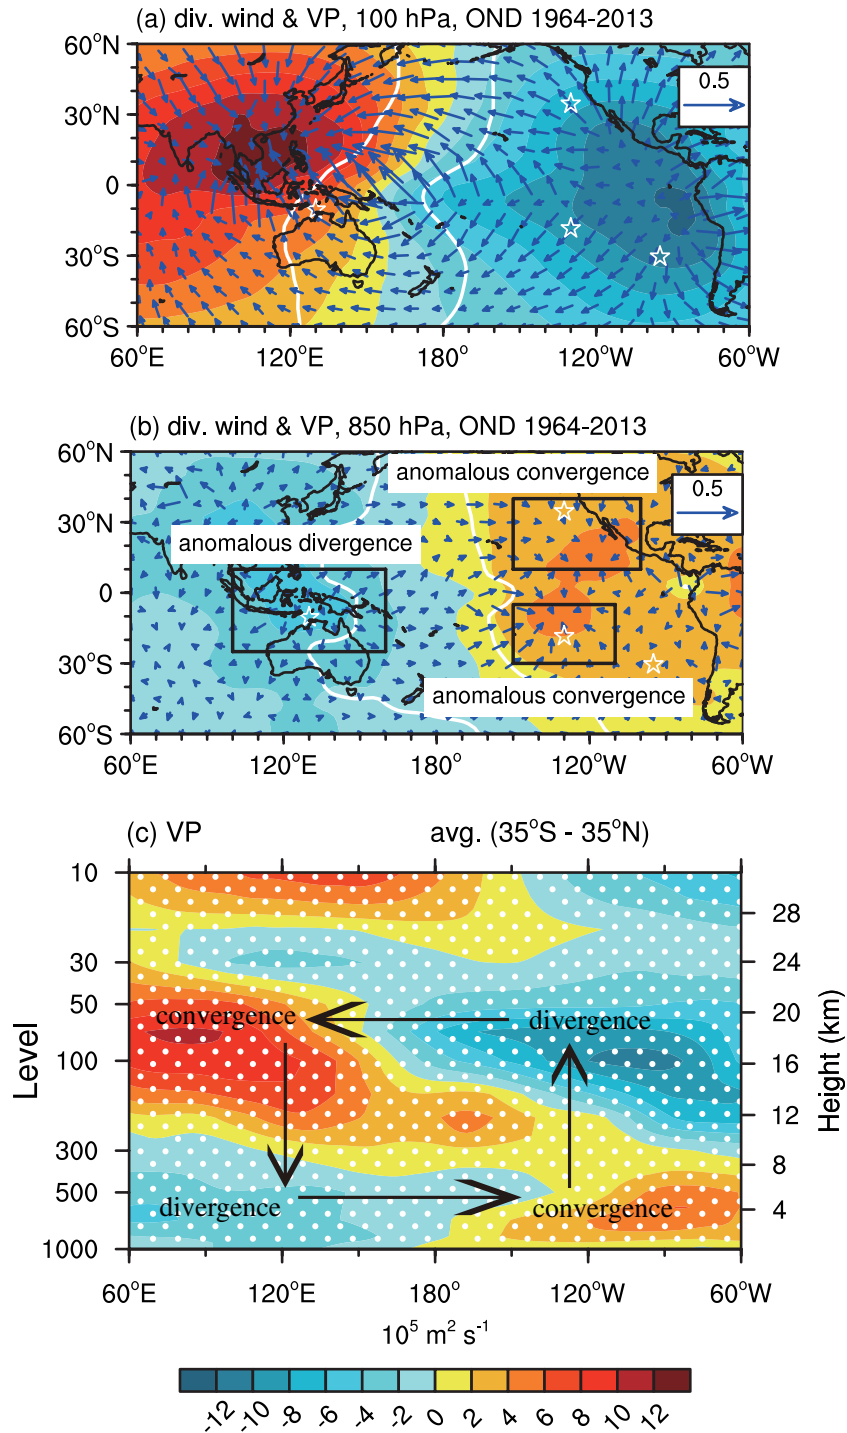 (a) div. wind & VP, 100 hPa, OND 1964-2013
60°N
30°N
0
30°S
60°S
0.5
60°E 120°E 180° 120°W 60°W
(b) div. wind & VP, 850 hPa, OND 1964-2013
60°N
30°N
0
30°S
60°S
anomalous convergence
0.5
anomalous divergence
anomalous convergence
60°E 120°E 180° 120°W 60°W
(c) VP avg. (35°S - 35°N)
Level
10
30
50
100
300
500
1000
convergence divergence
divergence convergence
28
24
20
16
12
8
4
Height (km)
60°E 120°E 180° 120°W 60°W
10⁵ m² s⁻¹
-12 -10 -8 -6 -4 -2 0 2 4 6 8 10 12